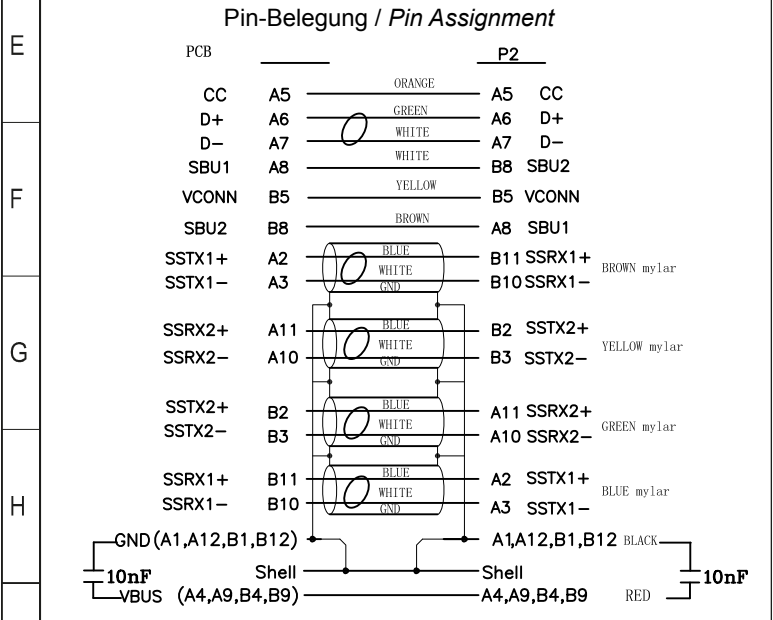 Pin-Belegung / Pin Assignment
PCB P2
E
CC A5 ORANGE A5 CC
D+ A6 GREEN A6 D+
D− A7 WHITE A7 D−
SBU1 A8 WHITE B8 SBU2
F
VCONN B5 YELLOW B5 VCONN
SBU2 B8 BROWN A8 SBU1
SSTX1+ A2 BLUE B11 SSRX1+
SSTX1− A3 WHITE B10 SSRX1−
GND
BROWN mylar
G
SSRX2+ A11 BLUE B2 SSTX2+
SSRX2− A10 WHITE B3 SSTX2−
GND
YELLOW mylar
SSTX2+ B2 BLUE A11 SSRX2+
SSTX2− B3 WHITE A10 SSRX2−
GND
GREEN mylar
H
SSRX1+ B11 BLUE A2 SSTX1+
SSRX1− B10 WHITE A3 SSTX1−
GND
BLUE mylar
GND (A1,A12,B1,B12) A1,A12,B1,B12 BLACK
10nF Shell Shell 10nF
VBUS (A4,A9,B4,B9) A4,A9,B4,B9 RED